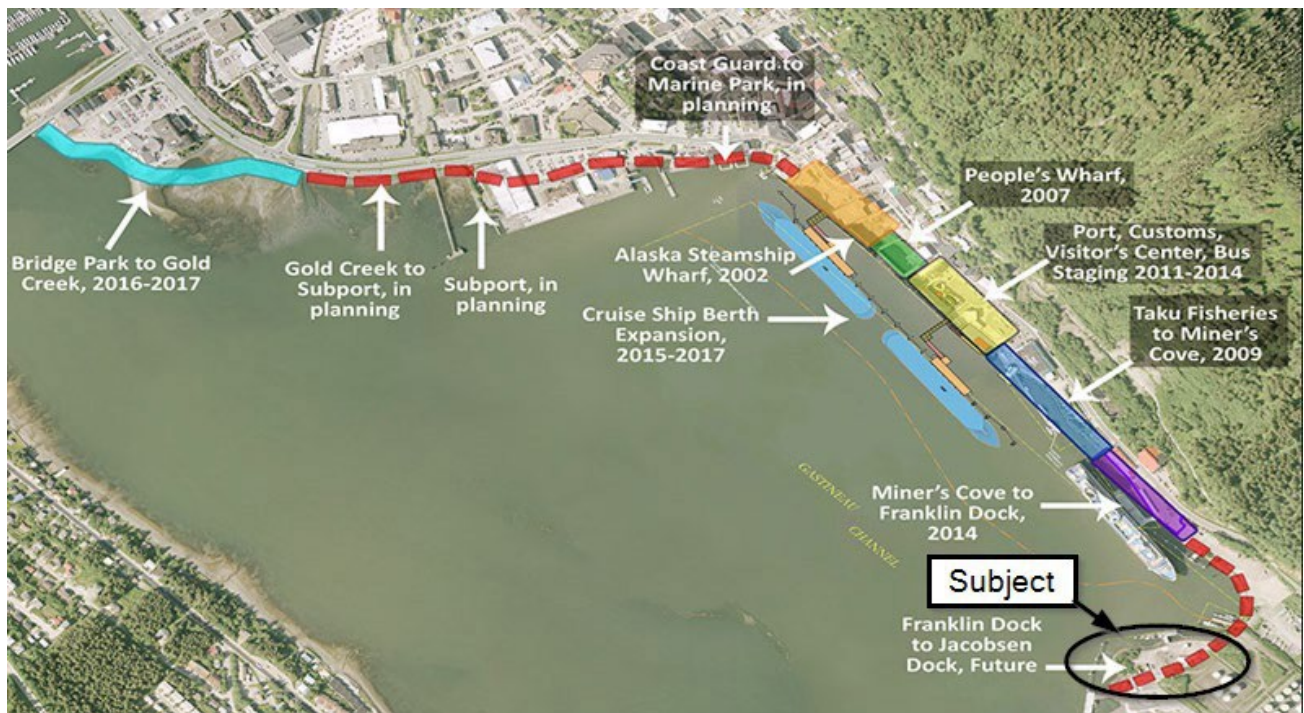 Coast Guard to
Marine Park, in
planning
People's Wharf,
2007
Port, Customs,
Visitor's Center, Bus
Staging 2011-2014
Alaska Steamship
Wharf, 2002
Bridge Park to Gold
Creek, 2016-2017
Gold Creek to
Subport, in
planning
Subport, in
planning
Cruise Ship Berth
Expansion,
2015-2017
Taku Fisheries
to Miner's
Cove, 2009
GASTINEAU
CHANNEL
Miner's Cove to
Franklin Dock,
2014
Subject
Franklin Dock
to Jacobsen
Dock, Future